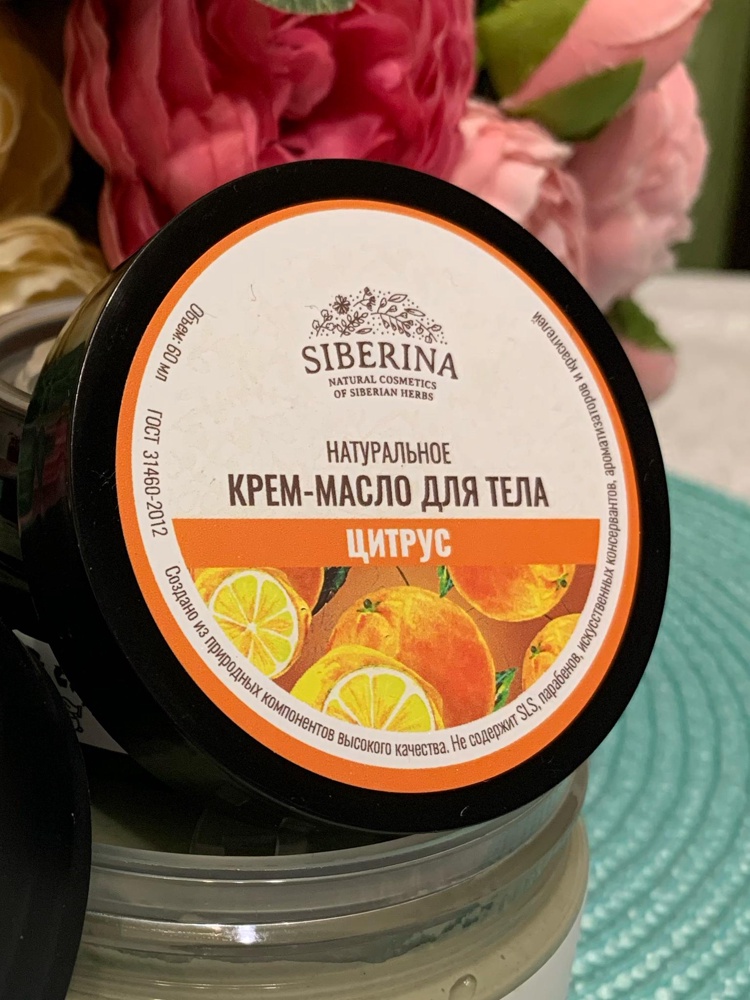 SIBERINA
NATURAL COSMETICS
OF SIBERIAN HERBS
НАТУРАЛЬНОЕ
КРЕМ-МАСЛО ДЛЯ ТЕЛА
ЦИТРУС
Объем: 60 мл
ГОСТ 31460-2012
Создано из природных компонентов высокого качества. Не содержит SLS, парабенов, искусственных консервантов, ароматизаторов и красителей